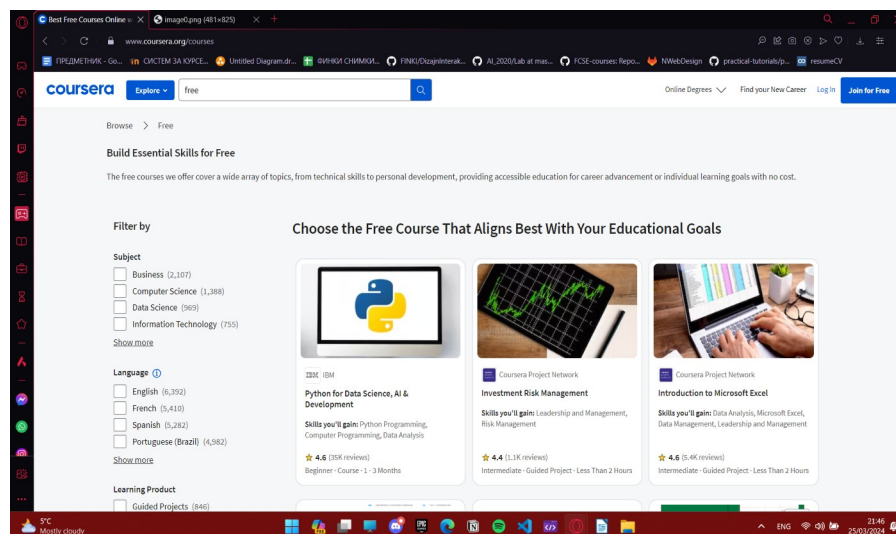 Best Free Courses Online w
image0.png (481×825)
www.coursera.org/courses
ПРЕДМЕТНИК - Go...
СИСТЕМ ЗА КУРСЕ...
Untitled Diagram.dr...
ФИНКИ СНИМКИ...
FINKI/DizajnInterak...
AI_2020/Lab at mas...
FCSE-courses: Repo...
NWebDesign
practical-tutorials/p...
resumeCV
coursera
Explore
free
Online Degrees
Find your New Career
Log In
Join for Free
Browse > Free
Build Essential Skills for Free
The free courses we offer cover a wide array of topics, from technical skills to personal development, providing accessible education for career advancement or individual learning goals with no cost.
Filter by
Subject
Business (2,107)
Computer Science (1,388)
Data Science (969)
Information Technology (755)
Show more
Language
English (6,392)
French (5,410)
Spanish (5,282)
Portuguese (Brazil) (4,982)
Show more
Learning Product
Guided Projects (846)
Choose the Free Course That Aligns Best With Your Educational Goals
IBM IBM
Python for Data Science, AI &
Development
Skills you'll gain: Python Programming,
Computer Programming, Data Analysis
4.6 (35K reviews)
Beginner · Course · 1 - 3 Months
Coursera Project Network
Investment Risk Management
Skills you'll gain: Leadership and Management,
Risk Management
4.4 (1.1K reviews)
Intermediate · Guided Project · Less Than 2 Hours
Coursera Project Network
Introduction to Microsoft Excel
Skills you'll gain: Data Analysis, Microsoft Excel,
Data Management, Leadership and Management
4.6 (5.4K reviews)
Intermediate · Guided Project · Less Than 2 Hours
5°C
Mostly cloudy
EPIC
ENG
21:46
25/03/2024